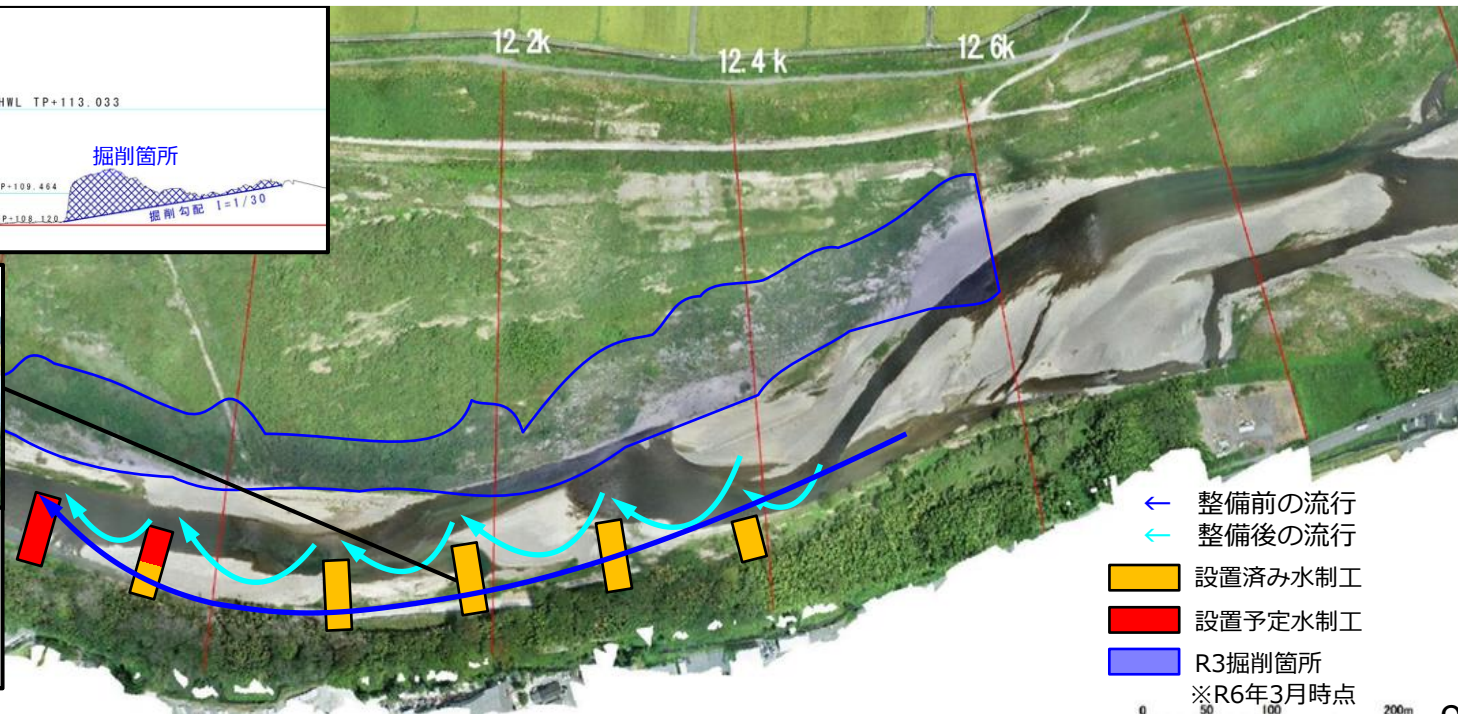 HWL TP+113.033
掘削箇所
P+109.464
掘削勾配 I=1/30
P+108.120
12.2k
12.4k
12.6k
← 整備前の流行
← 整備後の流行
設置済み水制工
設置予定水制工
R3掘削箇所
※R6年3月時点
0 50 100 200m